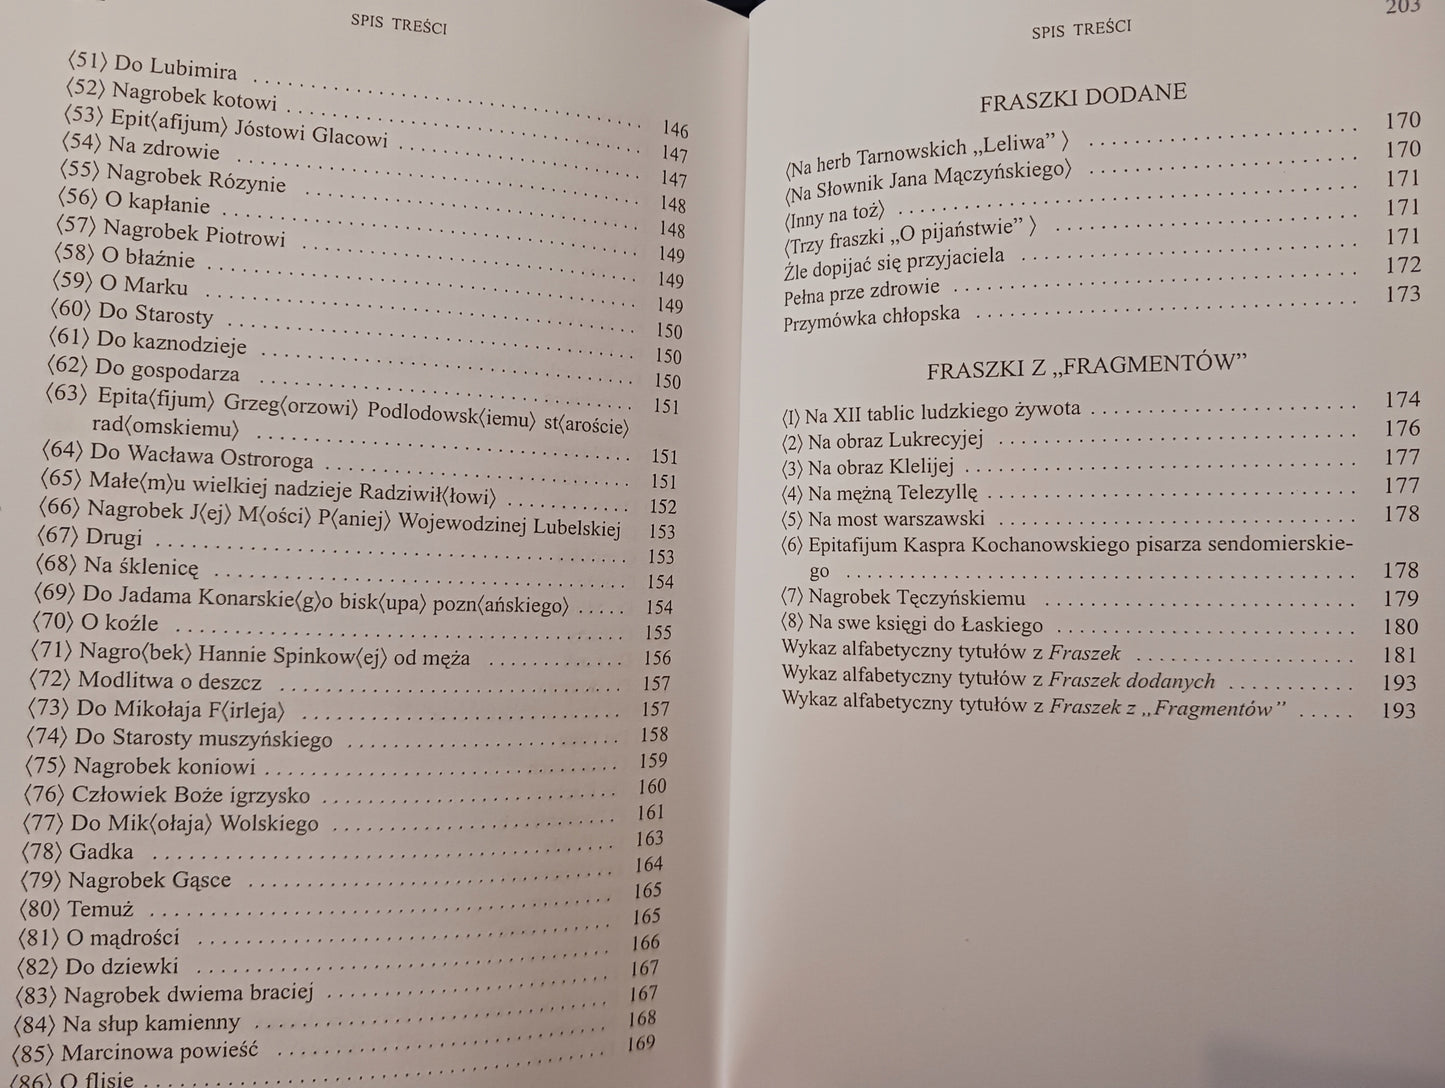 SPIS TREŚCI
⟨51⟩ Do Lubimira . . . . . . . . . . 146
⟨52⟩ Nagrobek kotowi . . . . . . . . . . 147
⟨53⟩ Epit⟨afijum⟩ Jóstowi Glacowi . . . . . . . . . . 147
⟨54⟩ Na zdrowie . . . . . . . . . . 148
⟨55⟩ Nagrobek Rózynie . . . . . . . . . . 148
⟨56⟩ O kapłanie . . . . . . . . . . 149
⟨57⟩ Nagrobek Piotrowi . . . . . . . . . . 149
⟨58⟩ O błaźnie . . . . . . . . . . 149
⟨59⟩ O Marku . . . . . . . . . . 150
⟨60⟩ Do Starosty . . . . . . . . . . 150
⟨61⟩ Do kaznodzieje . . . . . . . . . . 150
⟨62⟩ Do gospodarza . . . . . . . . . . 151
⟨63⟩ Epita⟨fijum⟩ Grzeg⟨orzowi⟩ Podlodowsk⟨iemu⟩ st⟨aroście⟩
rad⟨omskiemu⟩ . . . . . . . . . . 151
⟨64⟩ Do Wacława Ostroroga . . . . . . . . . . 151
⟨65⟩ Małe⟨m⟩u wielkiej nadzieje Radziwił⟨łowi⟩ . . . . . . . . . . 152
⟨66⟩ Nagrobek J⟨ej⟩ M⟨ości⟩ P⟨aniej⟩ Wojewodzinej Lubelskiej 153
⟨67⟩ Drugi . . . . . . . . . . 153
⟨68⟩ Na śklenicę . . . . . . . . . . 154
⟨69⟩ Do Jadama Konarskie⟨g⟩o bisk⟨upa⟩ pozn⟨ańskiego⟩ . . . . . 154
⟨70⟩ O koźle . . . . . . . . . . 155
⟨71⟩ Nagro⟨bek⟩ Hannie Spinkow⟨ej⟩ od męża . . . . . . . . . . 156
⟨72⟩ Modlitwa o deszcz . . . . . . . . . . 157
⟨73⟩ Do Mikołaja F⟨irleja⟩ . . . . . . . . . . 157
⟨74⟩ Do Starosty muszyńskiego . . . . . . . . . . 158
⟨75⟩ Nagrobek koniowi . . . . . . . . . . 159
⟨76⟩ Człowiek Boże igrzysko . . . . . . . . . . 160
⟨77⟩ Do Mik⟨ołaja⟩ Wolskiego . . . . . . . . . . 161
⟨78⟩ Gadka . . . . . . . . . . 163
⟨79⟩ Nagrobek Gąsce . . . . . . . . . . 164
⟨80⟩ Temuż . . . . . . . . . . 165
⟨81⟩ O mądrości . . . . . . . . . . 165
⟨82⟩ Do dziewki . . . . . . . . . . 166
⟨83⟩ Nagrobek dwiema braciej . . . . . . . . . . 167
⟨84⟩ Na słup kamienny . . . . . . . . . . 167
⟨85⟩ Marcinowa powieść . . . . . . . . . . 168
⟨86⟩ O flisie . . . . . . . . . . 169
SPIS TREŚCI 203
FRASZKI DODANE
⟨Na herb Tarnowskich „Leliwa” ⟩ . . . . . . . . . . 170
⟨Na Słownik Jana Mączyńskiego⟩ . . . . . . . . . . 170
⟨Inny na toż⟩ . . . . . . . . . . 171
⟨Trzy fraszki „O pijaństwie” ⟩ . . . . . . . . . . 171
Źle dopijać się przyjaciela . . . . . . . . . . 171
Pełna prze zdrowie . . . . . . . . . . 172
Przymówka chłopska . . . . . . . . . . 173
FRASZKI Z „FRAGMENTÓW”
⟨1⟩ Na XII tablic ludzkiego żywota . . . . . . . . . . 174
⟨2⟩ Na obraz Lukrecyjej . . . . . . . . . . 176
⟨3⟩ Na obraz Klelijej . . . . . . . . . . 177
⟨4⟩ Na mężną Telezyllę . . . . . . . . . . 177
⟨5⟩ Na most warszawski . . . . . . . . . . 178
⟨6⟩ Epitafijum Kaspra Kochanowskiego pisarza sendomierskie-
go . . . . . . . . . . 178
⟨7⟩ Nagrobek Tęczyńskiemu . . . . . . . . . . 179
⟨8⟩ Na swe księgi do Łaskiego . . . . . . . . . . 180
Wykaz alfabetyczny tytułów z Fraszek . . . . . . . . . . 181
Wykaz alfabetyczny tytułów z Fraszek dodanych . . . . . . . . . . 193
Wykaz alfabetyczny tytułów z Fraszek z „Fragmentów” . . . . . 193